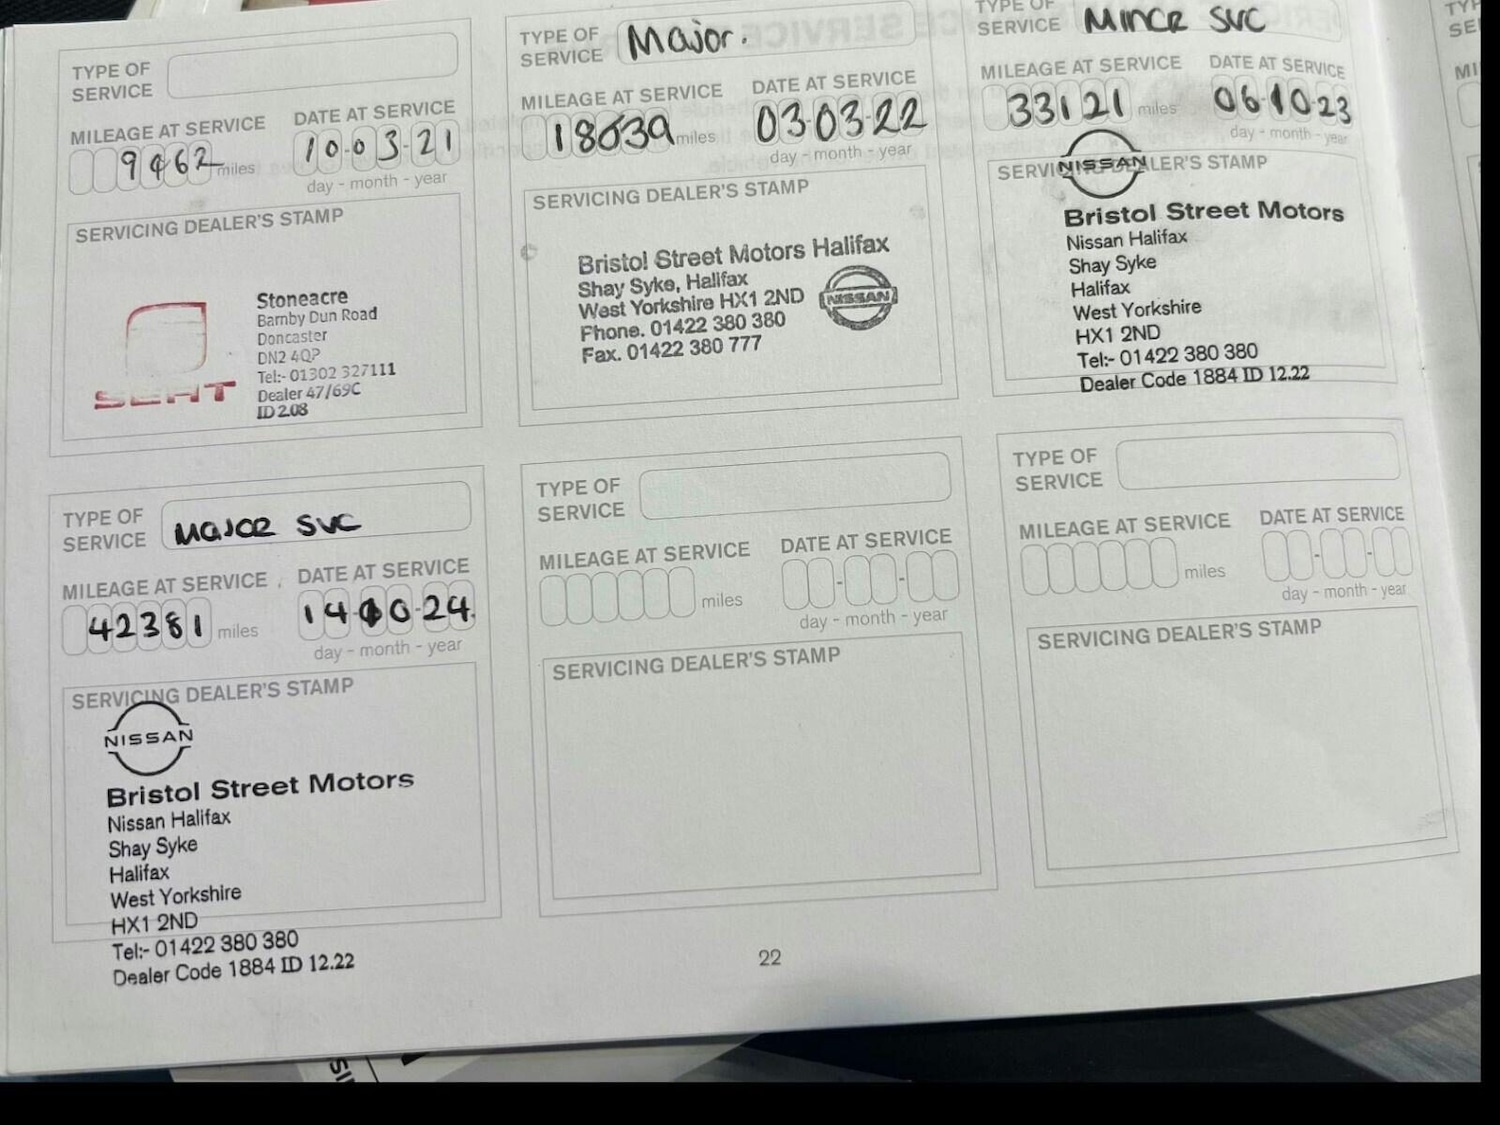 TYPE OF
SERVICE
MILEAGE AT SERVICE
9462 miles
DATE AT SERVICE
10-03-21
day - month - year
SERVICING DEALER'S STAMP
SEAT
Stoneacre
Barnby Dun Road
Doncaster
DN2 4QP
Tel:- 01302 327111
Dealer 47/69C
ID 2.08
TYPE OF
SERVICE
Major.
MILEAGE AT SERVICE
18039 miles
DATE AT SERVICE
03-03-22
day - month - year
SERVICING DEALER'S STAMP
Bristol Street Motors Halifax
Shay Syke, Halifax
West Yorkshire HX1 2ND
Phone. 01422 380 380
Fax. 01422 380 777
NISSAN
TYPE OF
SERVICE
MINOR SVC
MILEAGE AT SERVICE
33121 miles
DATE AT SERVICE
06-10-23
day - month - year
SERVICING DEALER'S STAMP
NISSAN
Bristol Street Motors
Nissan Halifax
Shay Syke
Halifax
West Yorkshire
HX1 2ND
Tel:- 01422 380 380
Dealer Code 1884 ID 12.22
TYPE OF
SERVICE
MAJOR SVC
MILEAGE AT SERVICE
42381 miles
DATE AT SERVICE
14-10-24
day - month - year
SERVICING DEALER'S STAMP
NISSAN
Bristol Street Motors
Nissan Halifax
Shay Syke
Halifax
West Yorkshire
HX1 2ND
Tel:- 01422 380 380
Dealer Code 1884 ID 12.22
TYPE OF
SERVICE
MILEAGE AT SERVICE
miles
DATE AT SERVICE
day - month - year
SERVICING DEALER'S STAMP
TYPE OF
SERVICE
MILEAGE AT SERVICE
miles
DATE AT SERVICE
day - month - year
SERVICING DEALER'S STAMP
22